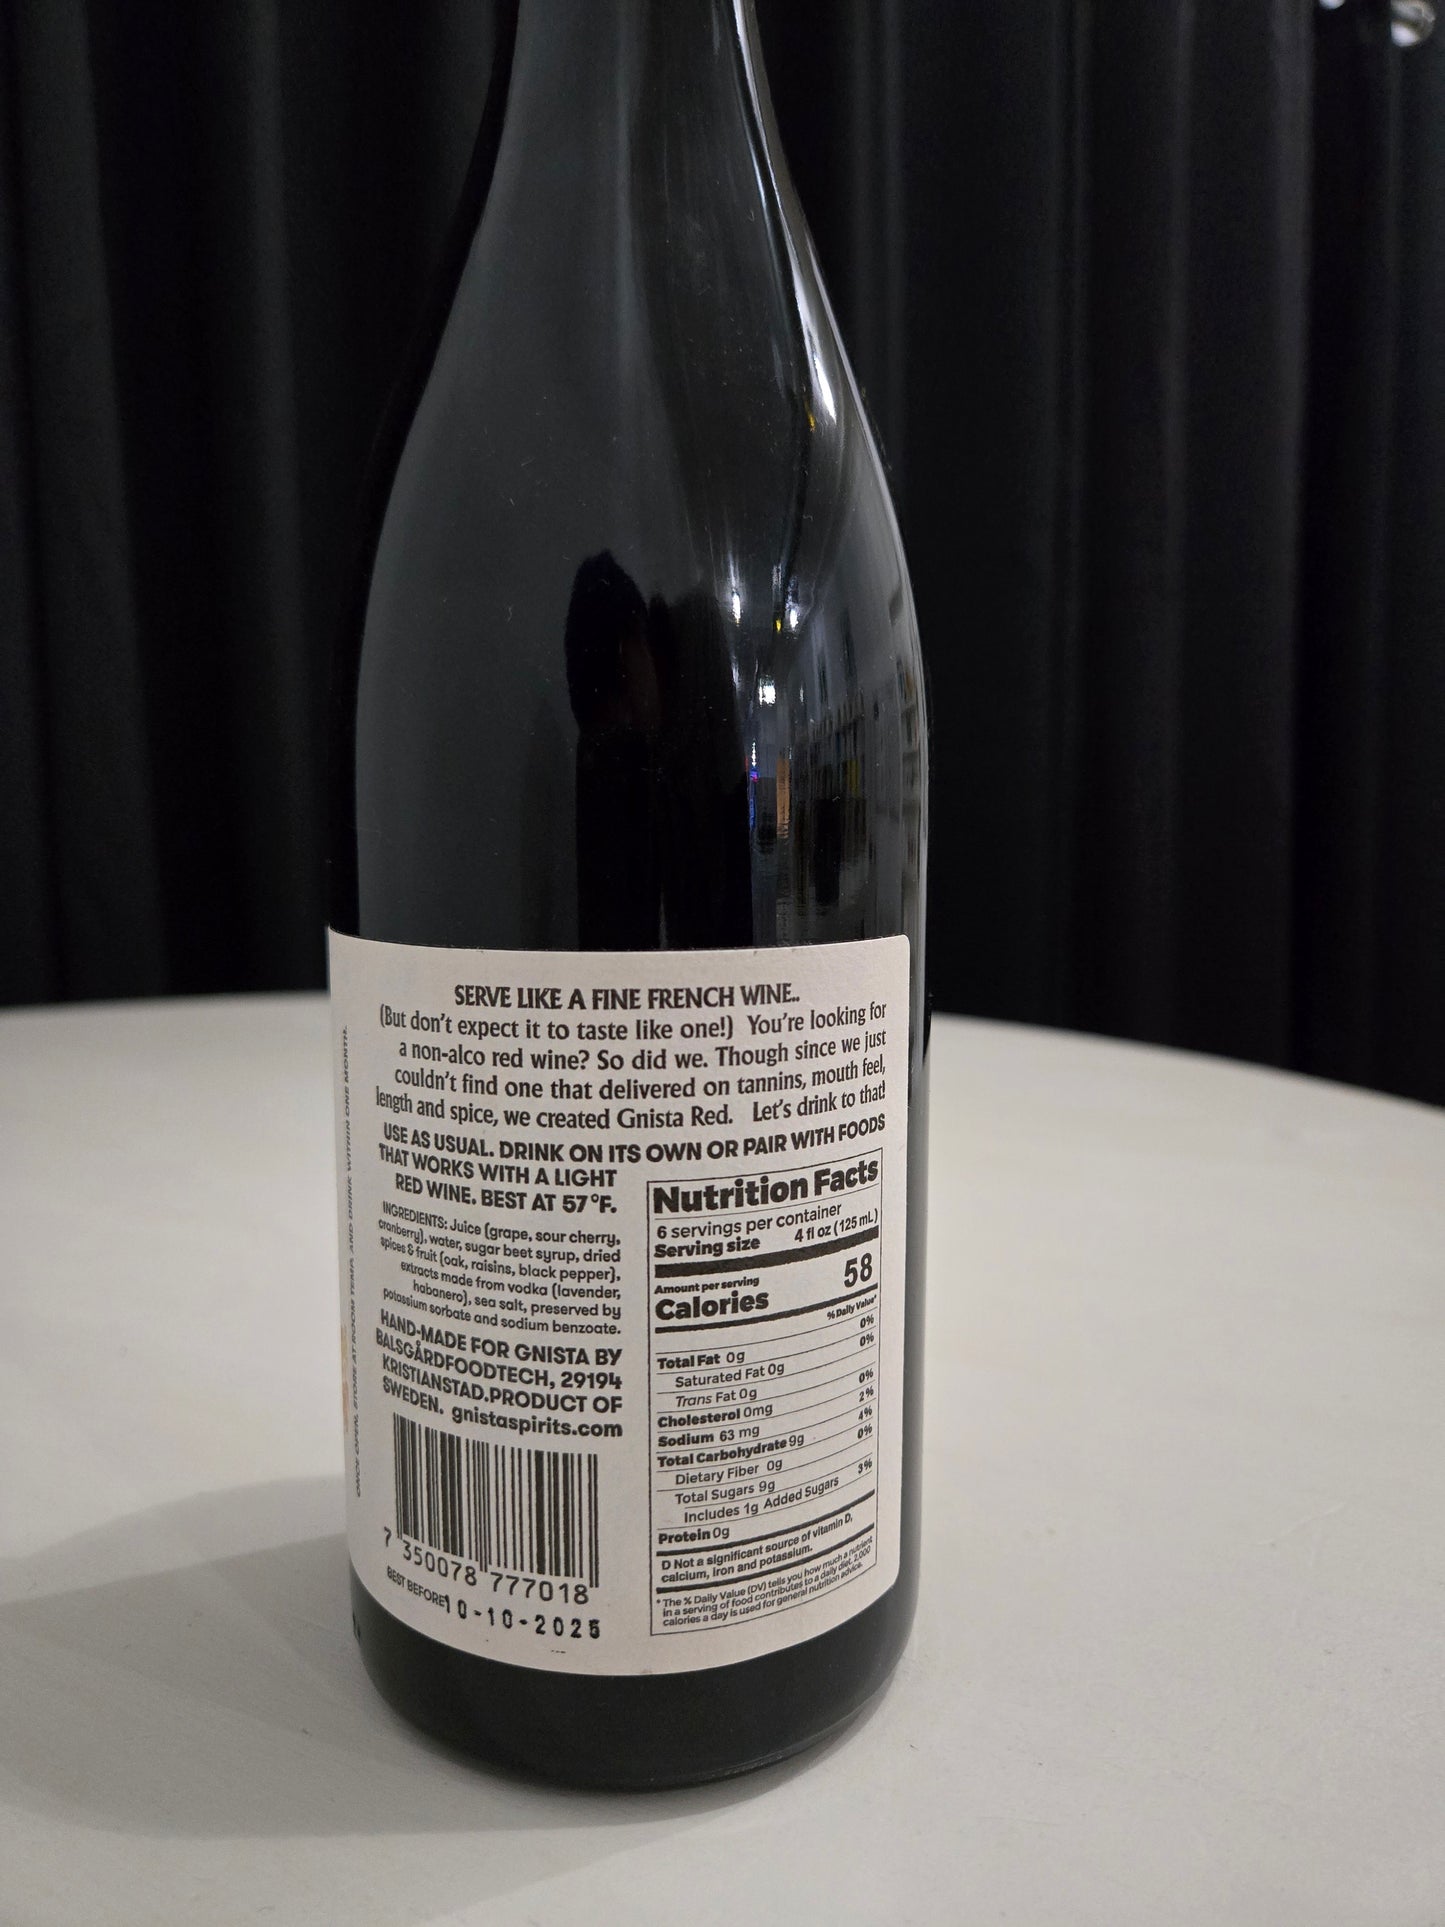 SERVE LIKE A FINE FRENCH WINE..
(But don't expect it to taste like one!) You're looking for
a non-alco red wine? So did we. Though since we just
couldn't find one that delivered on tannins, mouth feel,
length and spice, we created Gnista Red. Let's drink to that!
USE AS USUAL. DRINK ON ITS OWN OR PAIR WITH FOODS
THAT WORKS WITH A LIGHT
RED WINE. BEST AT 57°F.
INGREDIENTS: Juice (grape, sour cherry,
cranberry), water, sugar beet syrup, dried
spices & fruit (oak, raisins, black pepper),
extracts made from vodka (lavender,
habanero), sea salt, preserved by
potassium sorbate and sodium benzoate.
HAND-MADE FOR GNISTA BY
BALSGÅRDFOODTECH, 29194
KRISTIANSTAD.PRODUCT OF
SWEDEN. gnistaspirits.com
7 350078 777018
BEST BEFORE 10-10-2025
Nutrition Facts
6 servings per container
Serving size 4 fl oz (125 mL)
Amount per serving
Calories 58
% Daily Value*
Total Fat 0g 0%
Saturated Fat 0g 0%
Trans Fat 0g
Cholesterol 0mg 0%
Sodium 63 mg 2%
Total Carbohydrate 9g 4%
Dietary Fiber 0g 0%
Total Sugars 9g
Includes 1g Added Sugars 3%
Protein 0g
D Not a significant source of vitamin D,
calcium, iron and potassium.
* The % Daily Value (DV) tells you how much a nutrient
in a serving of food contributes to a daily diet. 2,000
calories a day is used for general nutrition advice.
ONCE OPEN, STORE AT ROOM TEMP. AND DRINK WITHIN ONE MONTH.